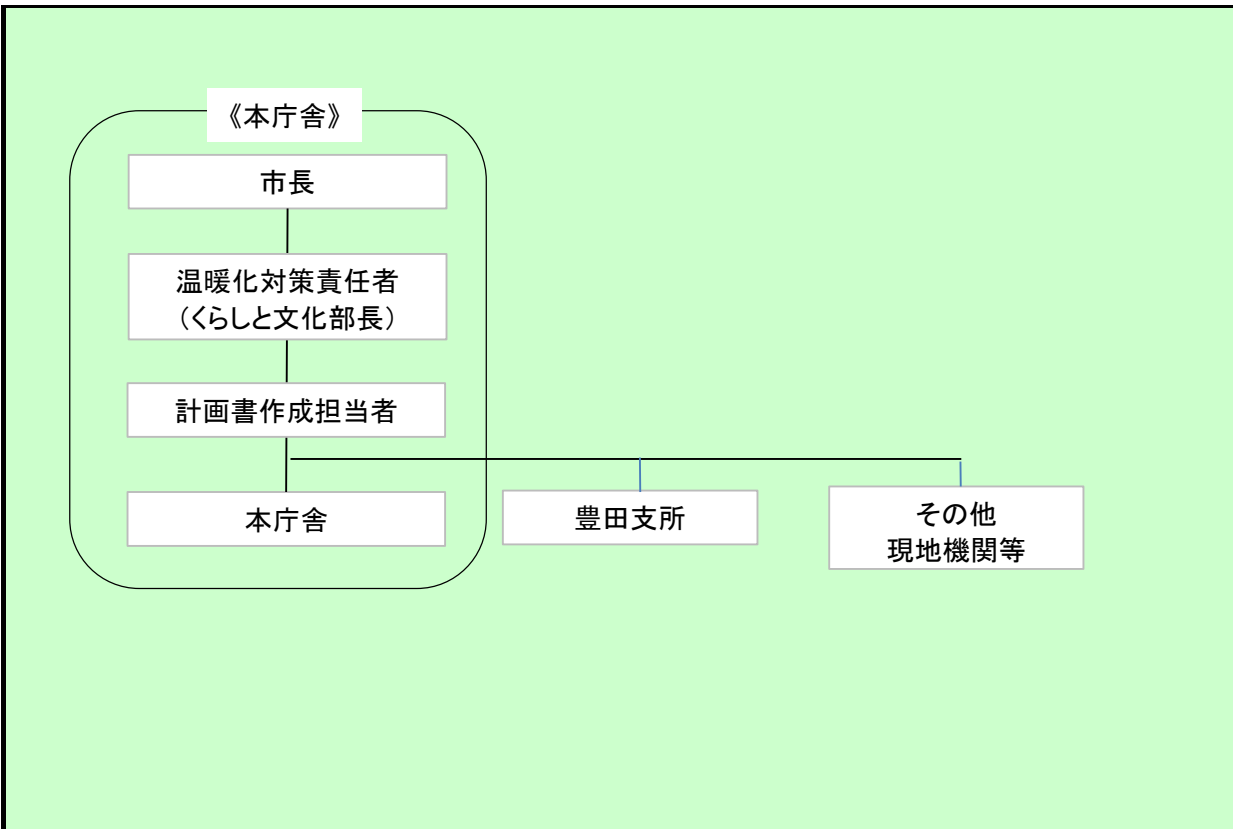 《本庁舎》
市長
温暖化対策責任者
（くらしと文化部長）
計画書作成担当者
本庁舎
豊田支所
その他
現地機関等